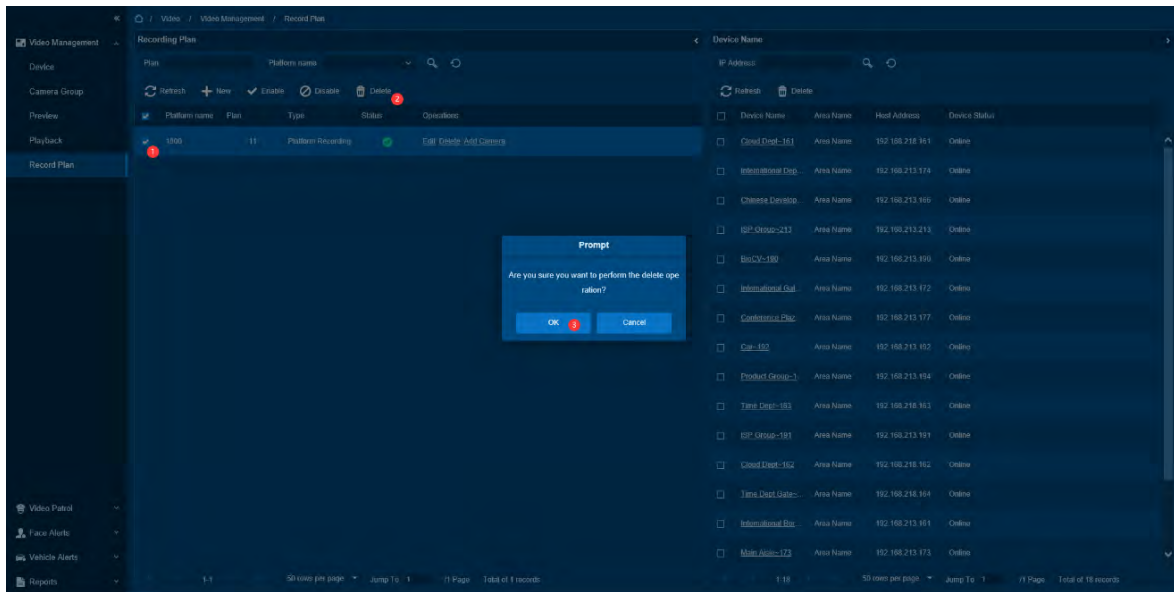 « / Video / Video Management / Record Plan
Video Management
Device
Camera Group
Preview
Playback
Record Plan
Video Patrol
Face Alerts
Vehicle Alerts
Reports
Recording Plan
Plan Platform name
Refresh New Enable Disable Delete 2
Platform name Plan Type Status Operations
1 1000 11 Platform Recording Edit Delete Add Camera
1-1 50 rows per page Jump To 1 /1 Page Total of 1 records
Prompt
Are you sure you want to perform the delete ope
ration?
OK 3 Cancel
Device Name
IP Address
Refresh Delete
Device Name Area Name Host Address Device Status
Cloud Dept-161 Area Name 192.168.218.161 Online
International Dep... Area Name 192.168.213.174 Online
Chinese Develop... Area Name 192.168.213.166 Online
ISP Group-213 Area Name 192.168.213.213 Online
BioCV-190 Area Name 192.168.213.190 Online
International Area Name 192.168.213.172 Online
Conference Plaz... Area Name 192.168.213.177 Online
Area Name 192.168.213.192 Online
Product Group-1... Area Name 192.168.213.194 Online
Time Dept-163 Area Name 192.168.218.163 Online
ISP Group-191 Area Name 192.168.213.191 Online
Cloud Dept-162 Area Name 192.168.218.162 Online
Time Dept Gate-... Area Name 192.168.218.164 Online
International Area Name 192.168.213.161 Online
Main Aisle-173 Area Name 192.168.213.173 Online
1-18 50 rows per page Jump To 1 /1 Page Total of 18 records